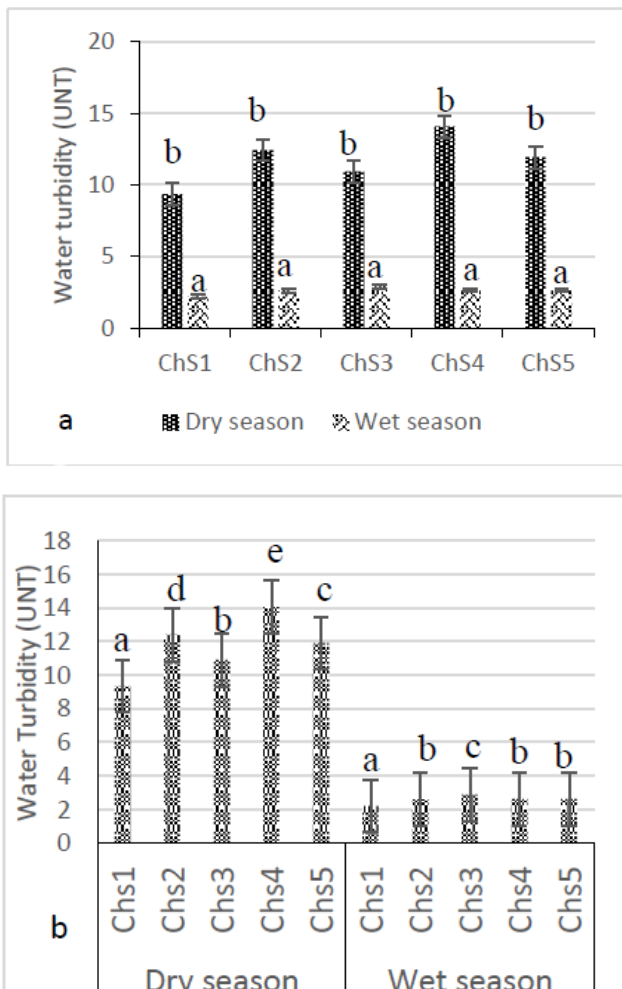 20
15
10
5
0
Water turbidity (UNT)
b b b b b
a a a a a
ChS1 ChS2 ChS3 ChS4 ChS5
a
Dry season Wet season
18
16
14
12
10
8
6
4
2
0
Water Turbidity (UNT)
a d b e c a b c b b
Chs1 Chs2 Chs3 Chs4 Chs5 Chs1 Chs2 Chs3 Chs4 Chs5
b
Dry season Wet season